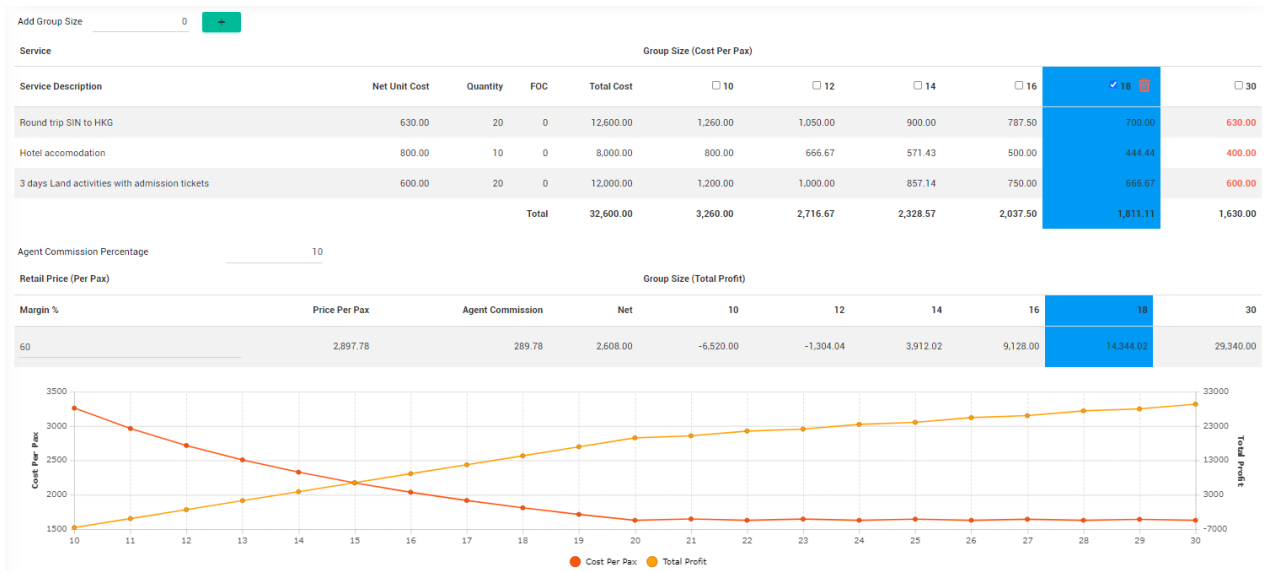 Add Group Size 0 +
Service Group Size (Cost Per Pax)
Service Description Net Unit Cost Quantity FOC Total Cost 10 12 14 16 18 30
Round trip SIN to HKG 630.00 20 0 12,600.00 1,260.00 1,050.00 900.00 787.50 700.00 630.00
Hotel accomodation 800.00 10 0 8,000.00 800.00 666.67 571.43 500.00 444.44 400.00
3 days Land activities with admission tickets 600.00 20 0 12,000.00 1,200.00 1,000.00 857.14 750.00 666.67 600.00
Total 32,600.00 3,260.00 2,716.67 2,328.57 2,037.50 1,811.11 1,630.00
Agent Commission Percentage 10
Retail Price (Per Pax) Group Size (Total Profit)
Margin % Price Per Pax Agent Commission Net 10 12 14 16 18 30
60 2,897.78 289.78 2,608.00 -6,520.00 -1,304.04 3,912.02 9,128.00 14,344.02 29,340.00
3500 33000
3000 23000
2500 13000
2000 3000
1500 -7000
Cost Per Pax
Total Profit
10 11 12 13 14 15 16 17 18 19 20 21 22 23 24 25 26 27 28 29 30
Cost Per Pax Total Profit